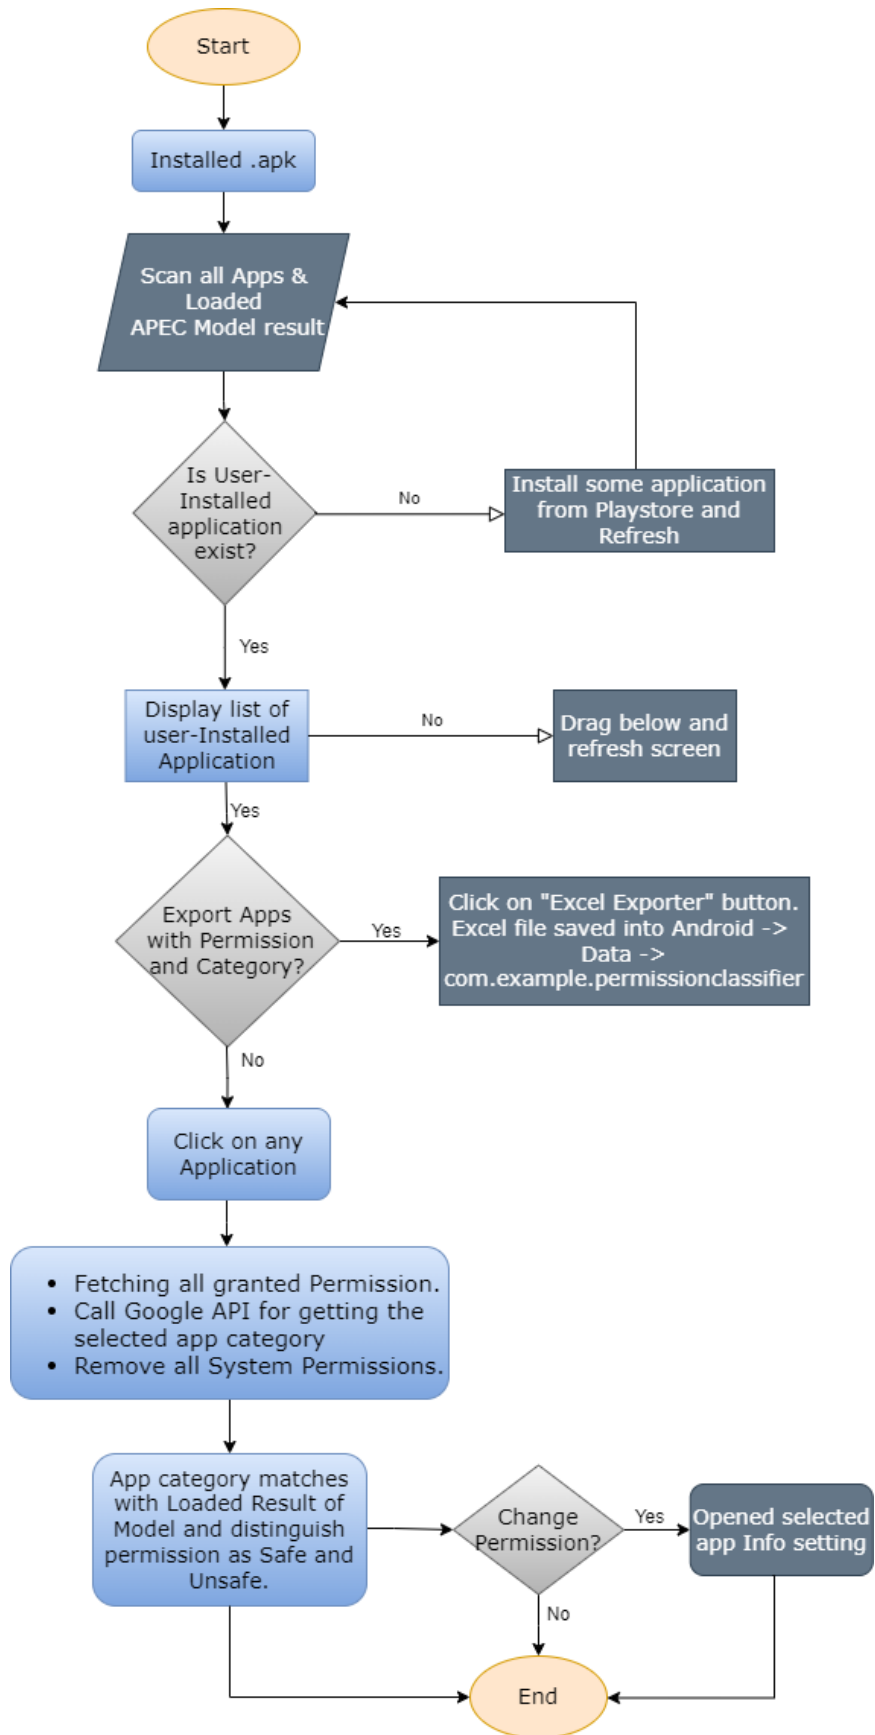 Start
Installed .apk
Scan all Apps &
Loaded
APEC Model result
Is User-
Installed
application
exist?
No
Install some application
from Playstore and
Refresh
Yes
Display list of
user-Installed
Application
No
Drag below and
refresh screen
Yes
Export Apps
with Permission
and Category?
Yes
Click on "Excel Exporter" button.
Excel file saved into Android ->
Data ->
com.example.permissionclassifier
No
Click on any
Application
• Fetching all granted Permission.
• Call Google API for getting the
selected app category
• Remove all System Permissions.
App category matches
with Loaded Result of
Model and distinguish
permission as Safe and
Unsafe.
Change
Permission?
Yes
Opened selected
app Info setting
No
End